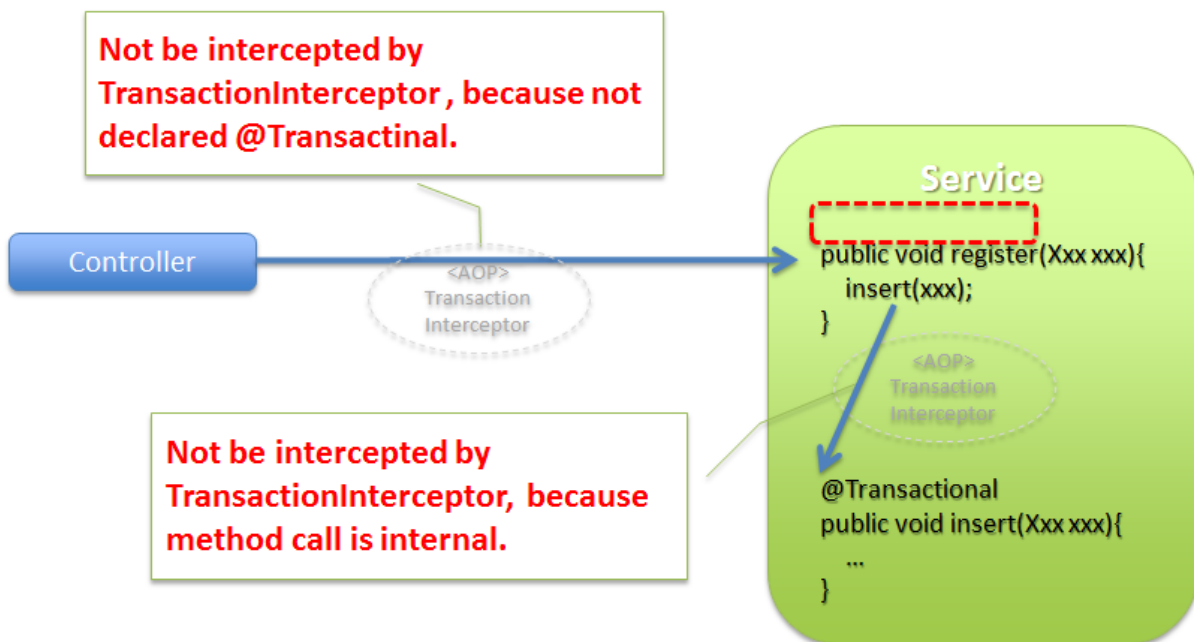 Not be intercepted by
TransactionInterceptor , because not
declared @Transactinal.
Service
Controller
<AOP>
Transaction
Interceptor
public void register(Xxx xxx){
insert(xxx);
}
<AOP>
Transaction
Interceptor
Not be intercepted by
TransactionInterceptor, because
method call is internal.
@Transactional
public void insert(Xxx xxx){
...
}